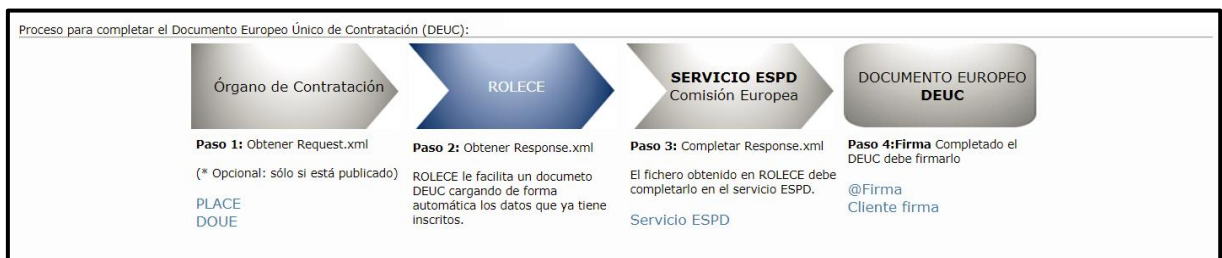 Proceso para completar el Documento Europeo Único de Contratación (DEUC):
Órgano de Contratación
ROLECE
SERVICIO ESPD
Comisión Europea
DOCUMENTO EUROPEO
DEUC
Paso 1: Obtener Request.xml
(* Opcional: sólo si está publicado)
PLACE
DOUE
Paso 2: Obtener Response.xml
ROLECE le facilita un documeto
DEUC cargando de forma
automática los datos que ya tiene
inscritos.
Paso 3: Completar Response.xml
El fichero obtenido en ROLECE debe
completarlo en el servicio ESPD.
Servicio ESPD
Paso 4:Firma Completado el
DEUC debe firmarlo
@Firma
Cliente firma